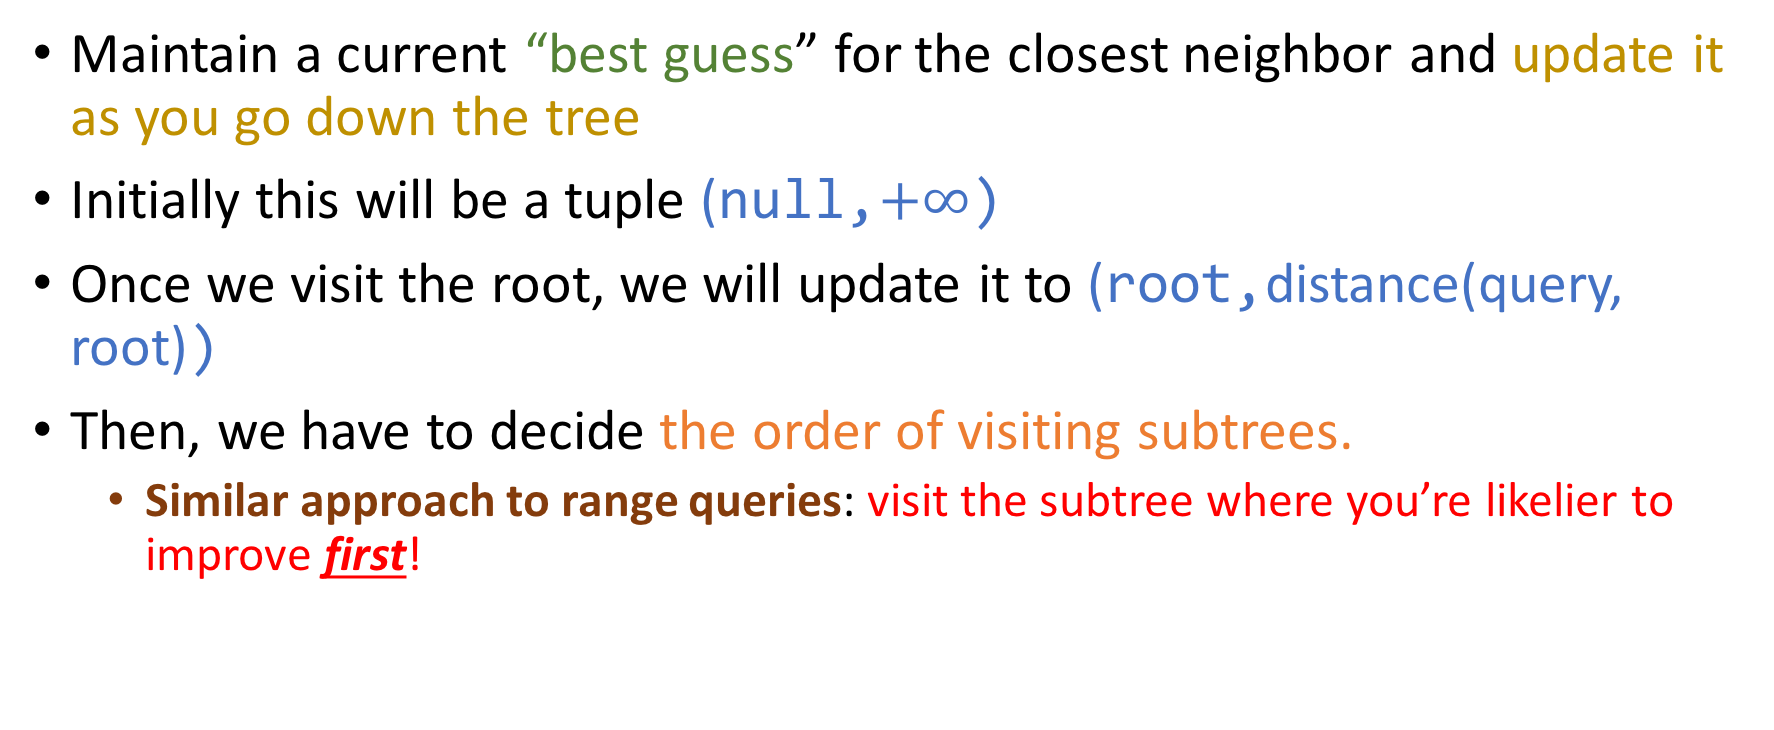 • Maintain a current “best guess” for the closest neighbor and update it
as you go down the tree
• Initially this will be a tuple (null,+∞)
• Once we visit the root, we will update it to (root,distance(query,
root))
• Then, we have to decide the order of visiting subtrees.
• Similar approach to range queries: visit the subtree where you’re likelier to
improve first!